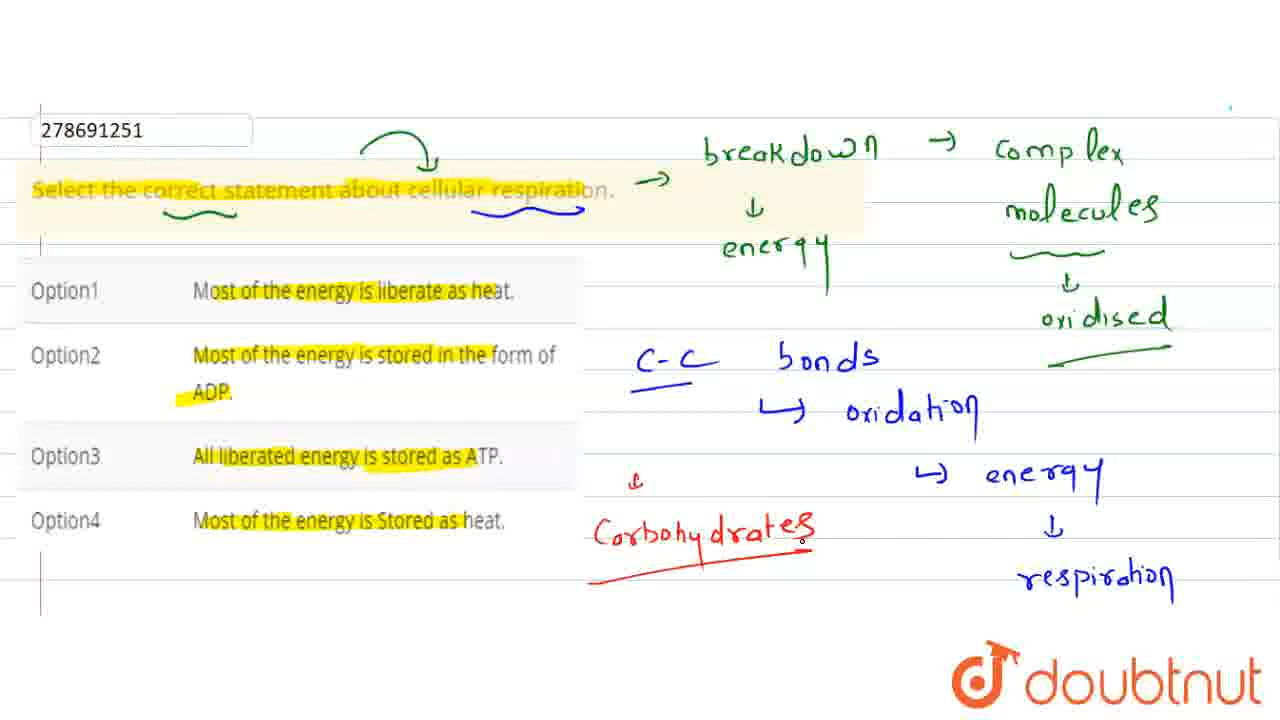 278691251
Select the correct statement about cellular respiration.
Option1 Most of the energy is liberate as heat.
Option2 Most of the energy is stored in the form of
ADP.
Option3 All liberated energy is stored as ATP.
Option4 Most of the energy is Stored as heat.
breakdown → complex
molecules
energy
oxidised
C-C bonds
oxidation
energy
Carbohydrates
respiration
doubtnut